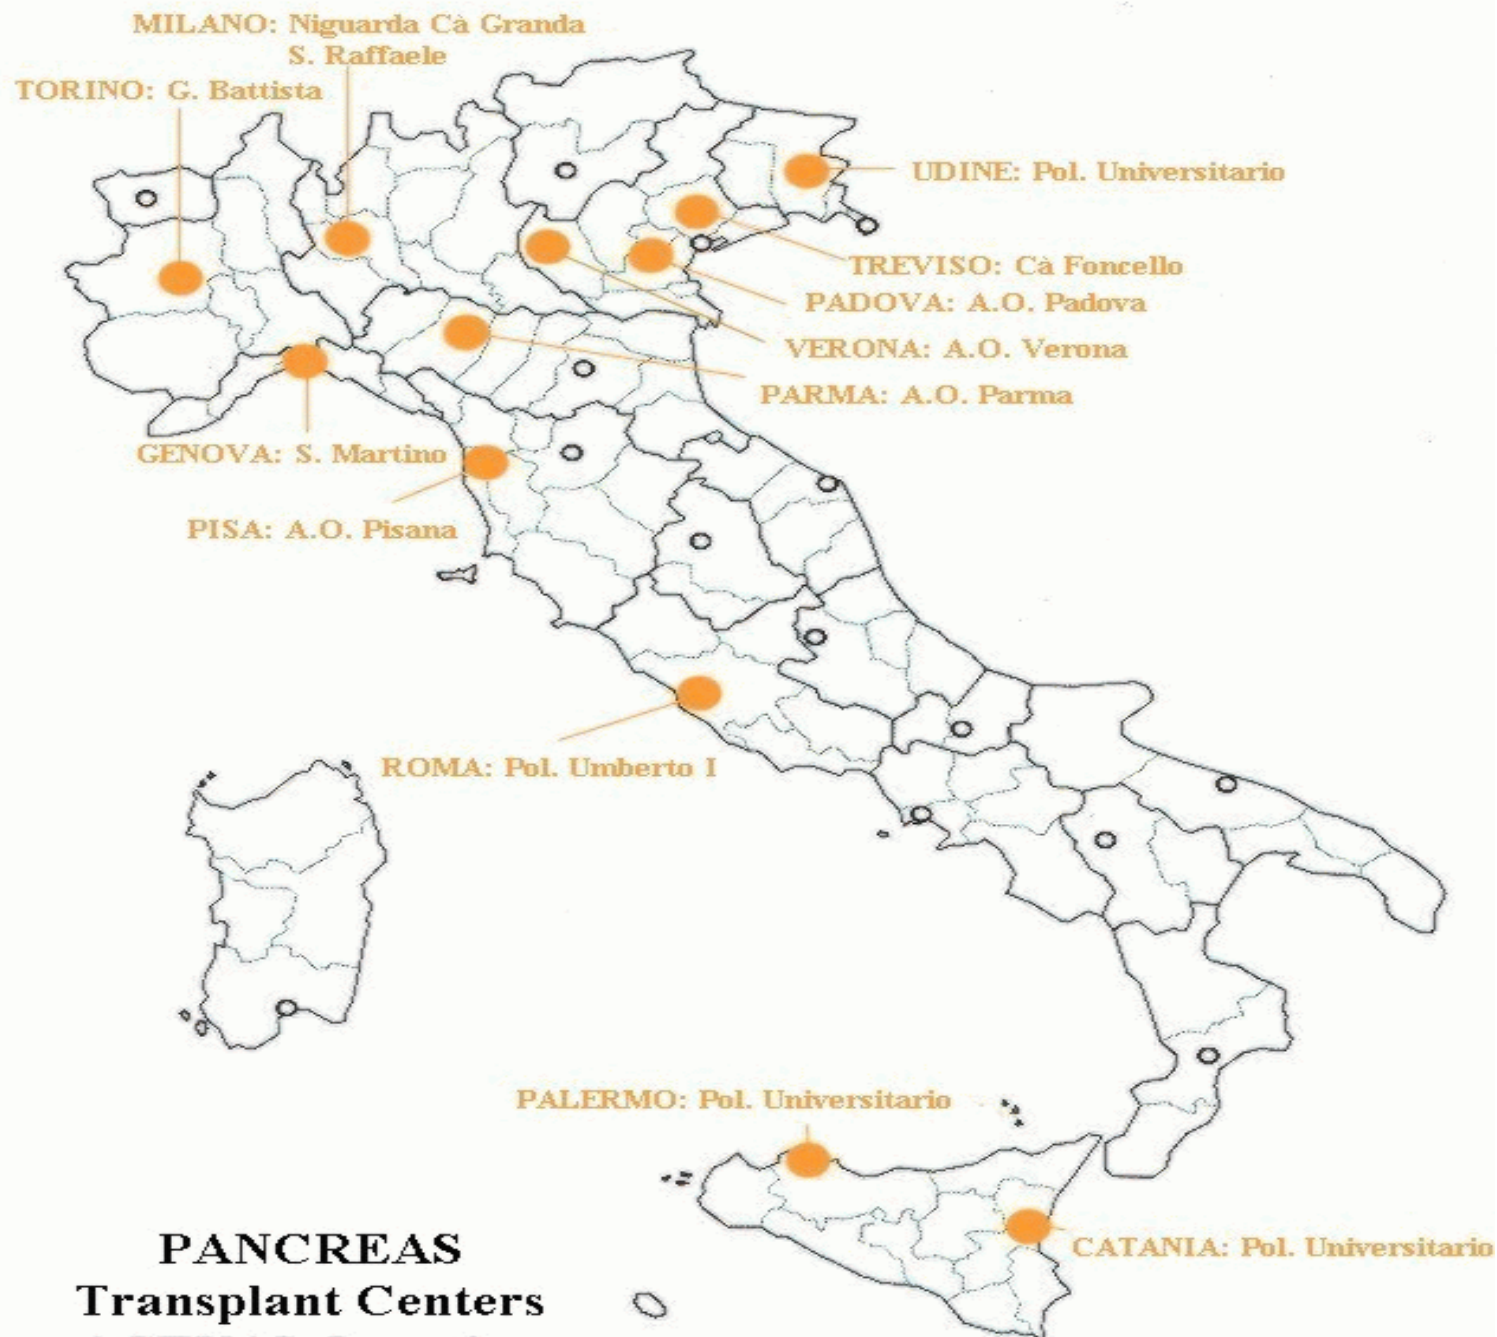 MILANO: Niguarda Cà Granda
S. Raffaele
TORINO: G. Battista
UDINE: Pol. Universitario
TREVISO: Cà Foncello
PADOVA: A.O. Padova
VERONA: A.O. Verona
PARMA: A.O. Parma
GENOVA: S. Martino
PISA: A.O. Pisana
ROMA: Pol. Umberto I
PALERMO: Pol. Universitario
CATANIA: Pol. Universitario
PANCREAS
Transplant Centers